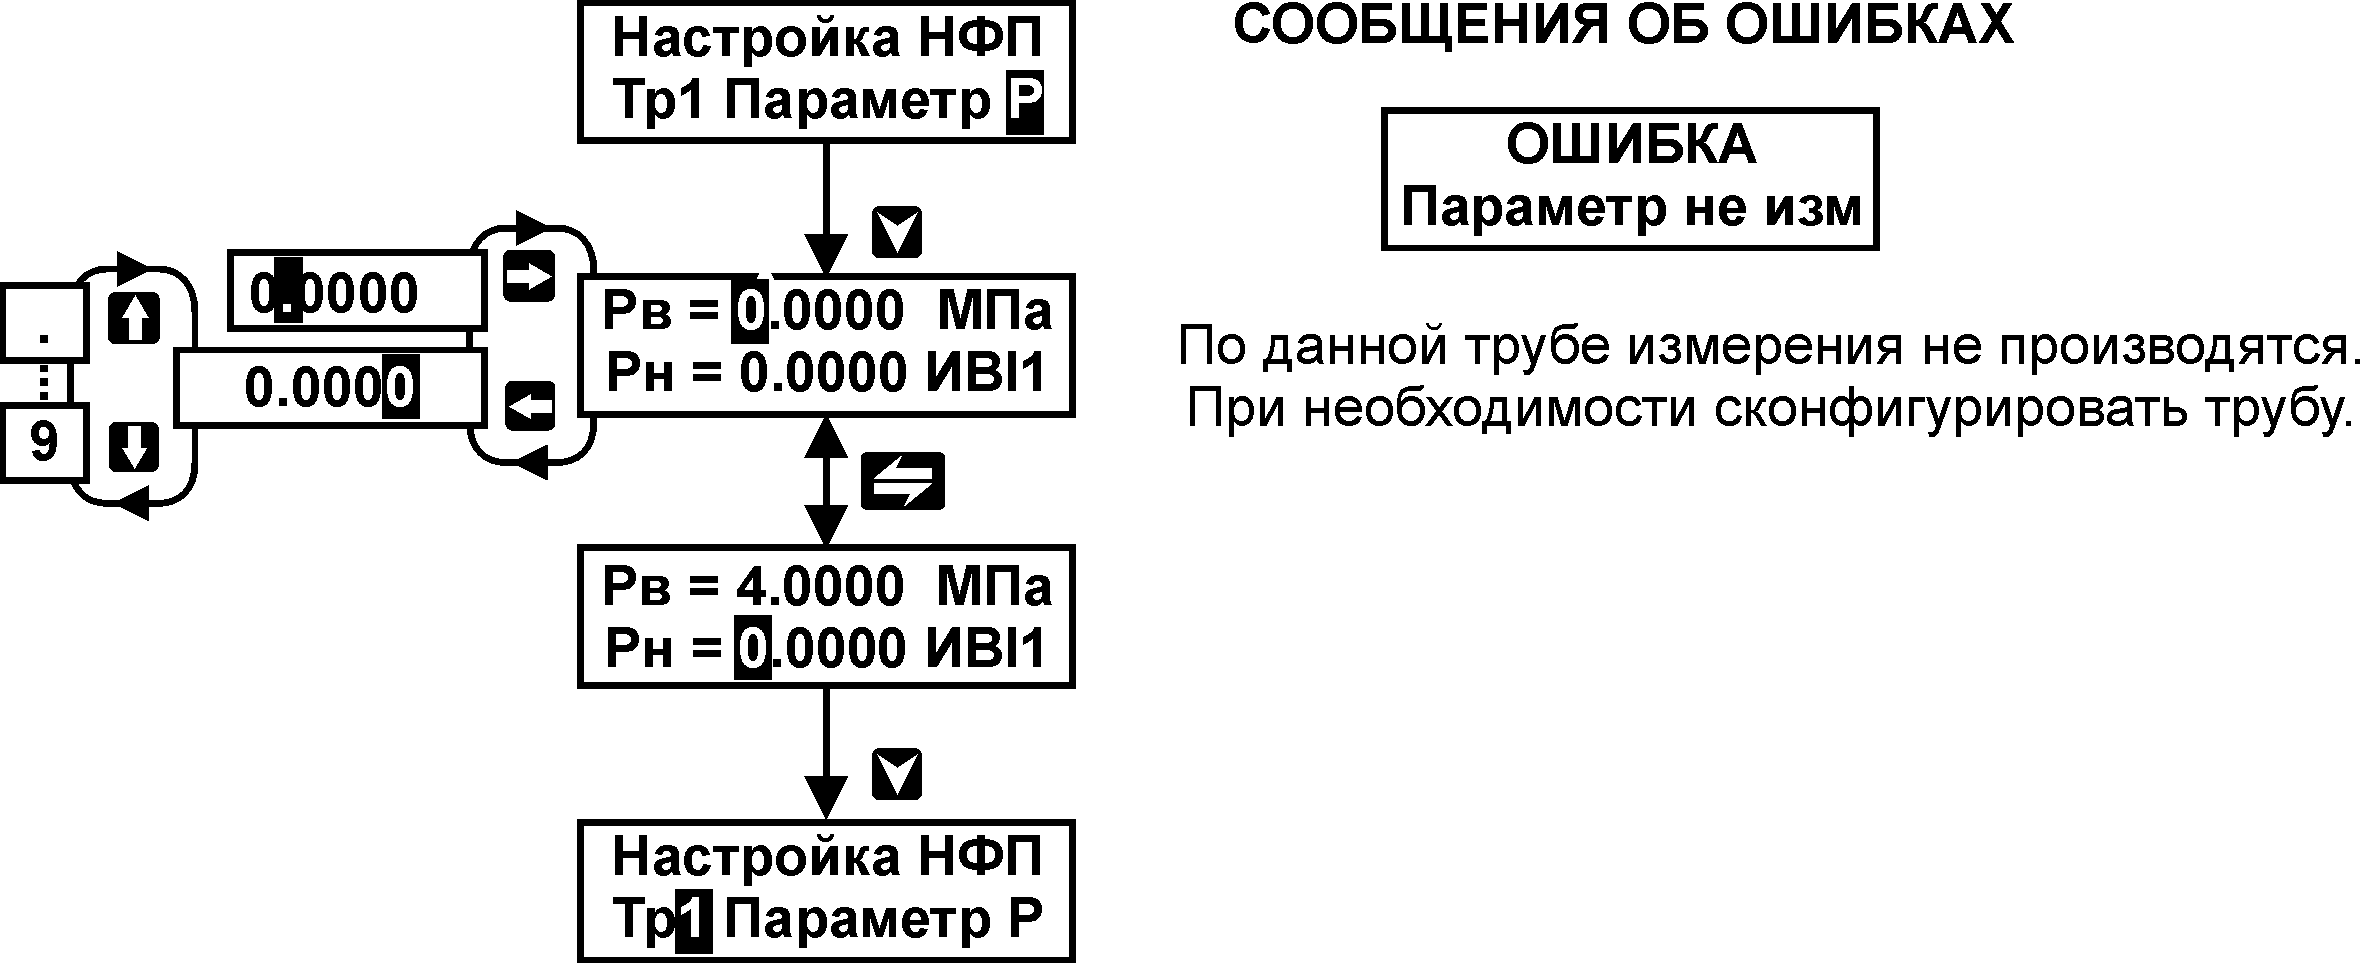 Настройка НФП
Тр1 Параметр P
0.0000
.
9
0.0000
Рв = 0.0000 МПа
Рн = 0.0000 ИВI1
Рв = 4.0000 МПа
Рн = 0.0000 ИВI1
Настройка НФП
Тр1 Параметр Р
СООБЩЕНИЯ ОБ ОШИБКАХ
ОШИБКА
Параметр не изм
По данной трубе измерения не производятся.
При необходимости сконфигурировать трубу.